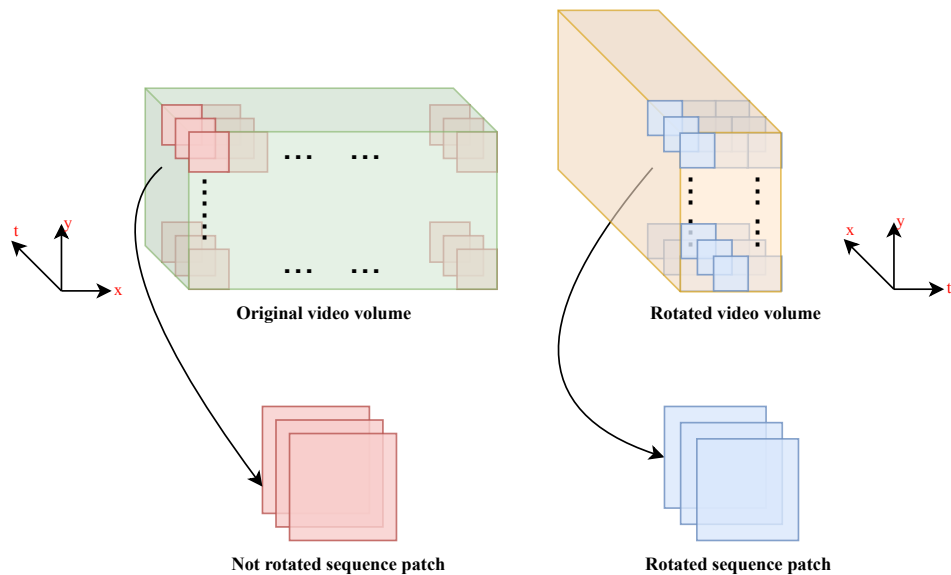 t
y
x
x
y
t
Original video volume
Rotated video volume
Not rotated sequence patch
Rotated sequence patch